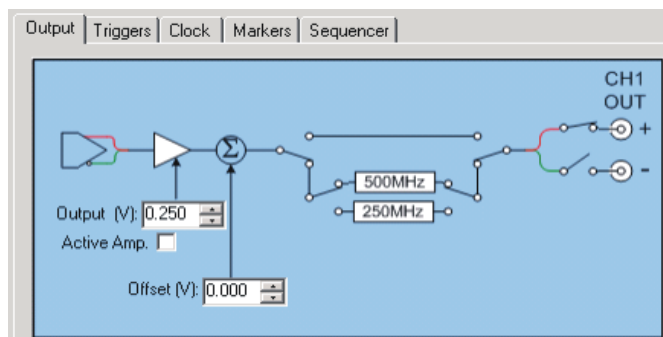 Output Triggers Clock Markers Sequencer
CH1
OUT
+
Σ
500MHz
-
250MHz
Output (V): 0.250
Active Amp.
Offset (V): 0.000